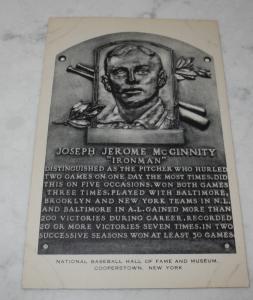 JOSEPH JEROME McGINNITY
"IRONMAN"
DISTINGUISHED AS THE PITCHER WHO HURLED
TWO GAMES ON ONE DAY THE MOST TIMES. DID
THIS ON FIVE OCCASIONS. WON BOTH GAMES
THREE TIMES. PLAYED WITH BALTIMORE,
BROOKLYN AND NEW YORK TEAMS IN N.L.
AND BALTIMORE IN A.L. GAINED MORE THAN
200 VICTORIES DURING CAREER. RECORDED
20 OR MORE VICTORIES SEVEN TIMES. IN TWO
SUCCESSIVE SEASONS WON AT LEAST 30 GAMES.
NATIONAL BASEBALL HALL OF FAME AND MUSEUM,
COOPERSTOWN, NEW YORK